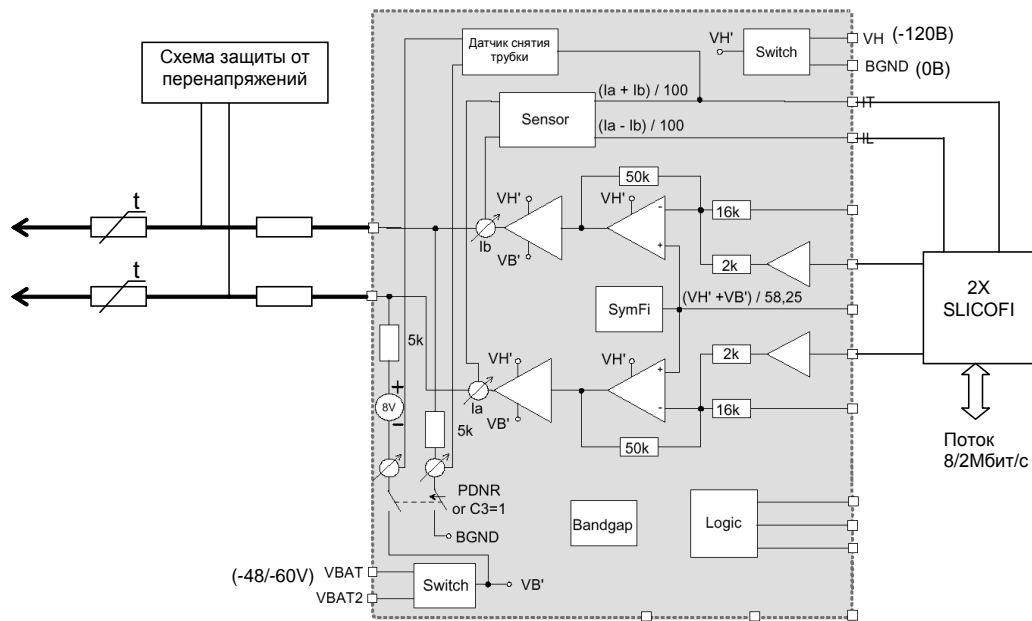 Схема защиты от
перенапряжений
Датчик снятия
трубки
VH'
Switch
VH (-120В)
BGND (0В)
(Ia + Ib) / 100
IT
Sensor
(Ia - Ib) / 100
IL
50k
t
VH'
VH'
-
16k
Ib
+
VB'
2k
t
2X
SLICOFI
SymFi
(VH' +VB') / 58,25
5k
VH'
VH'
+
2k
+
8V
-
Ia
-
16k
VB'
5k
50k
Поток
8/2Мбит/с
PDNR
or C3=1
BGND
Bandgap
Logic
(-48/-60V)
VBAT
Switch
VB'
VBAT2